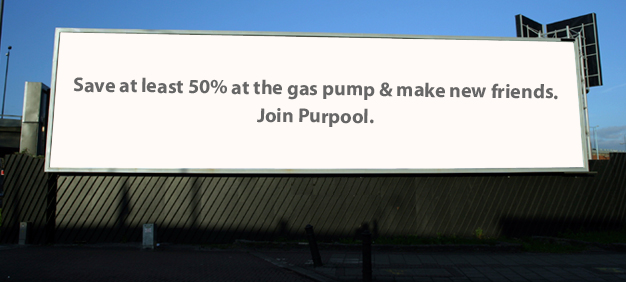 Save at least 50% at the gas pump & make new friends.
Join Purpool.